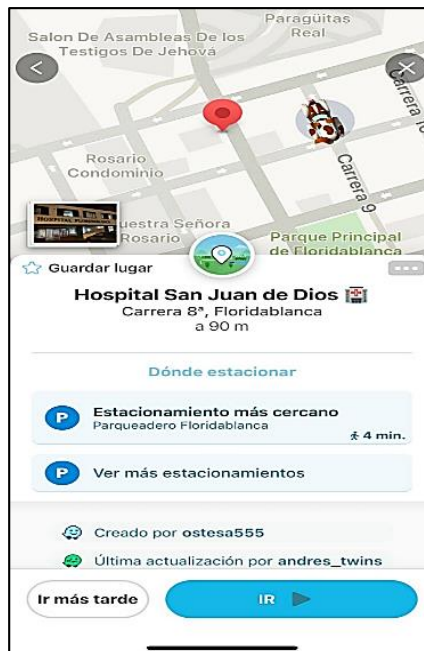 Paragüitas
Real
Salon De Asambleas De los
Testigos De Jehová
Carrera 10
Rosario
Condominio
Carrera 9
HOSPITAL
uestra Señora
Rosario
Parque Principal
de Floridablanca
Guardar lugar
Hospital San Juan de Dios
Carrera 8ª, Floridablanca
a 90 m
Dónde estacionar
P
Estacionamiento más cercano
Parqueadero Floridablanca
4 min.
P
Ver más estacionamientos
Creado por ostesa555
Última actualización por andres_twins
Ir más tarde
IR